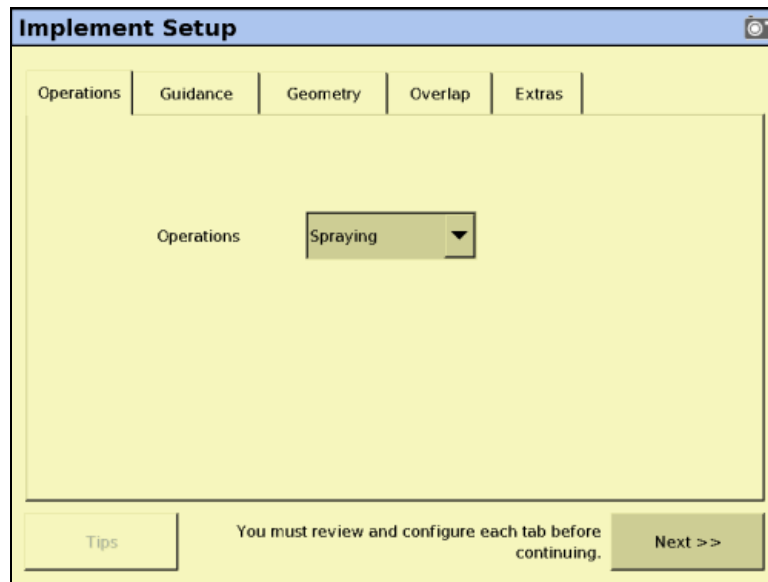 Implement Setup
Operations
Guidance
Geometry
Overlap
Extras
Operations
Spraying
Tips
You must review and configure each tab before
continuing.
Next >>